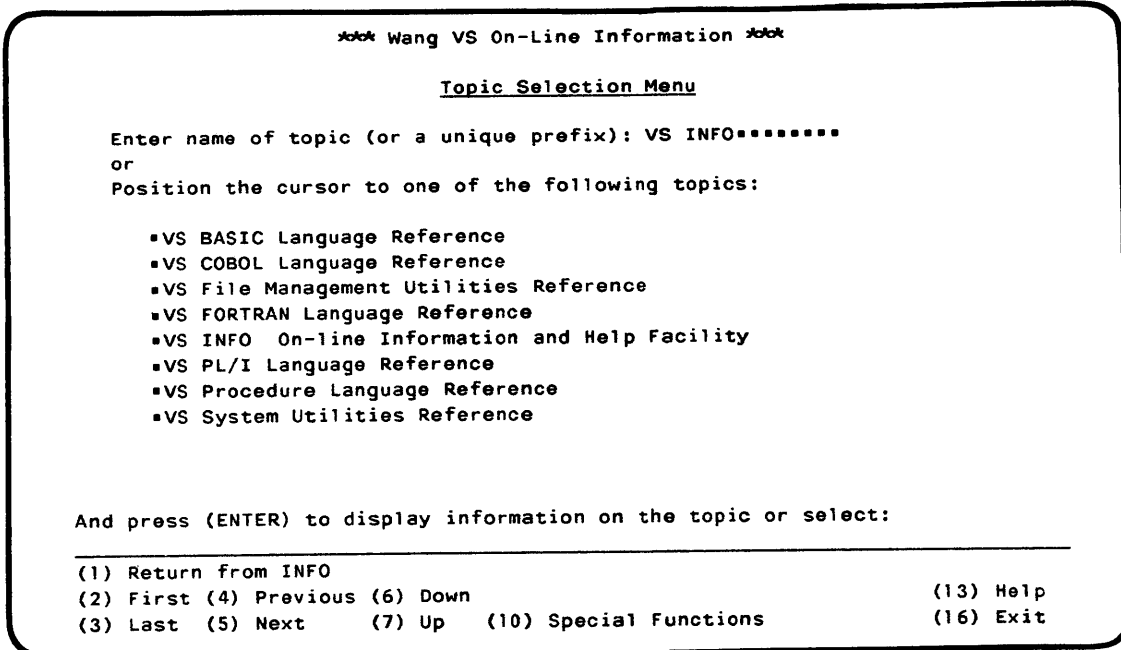 *** Wang VS On-Line Information ***
Topic Selection Menu
Enter name of topic (or a unique prefix): VS INFO▪▪▪▪▪▪▪▪▪
or
Position the cursor to one of the following topics:
▪VS BASIC Language Reference
▪VS COBOL Language Reference
▪VS File Management Utilities Reference
▪VS FORTRAN Language Reference
▪VS INFO  On-line Information and Help Facility
▪VS PL/I Language Reference
▪VS Procedure Language Reference
▪VS System Utilities Reference
And press (ENTER) to display information on the topic or select:
(1) Return from INFO
(2) First (4) Previous (6) Down (13) Help
(3) Last (5) Next (7) Up (10) Special Functions (16) Exit